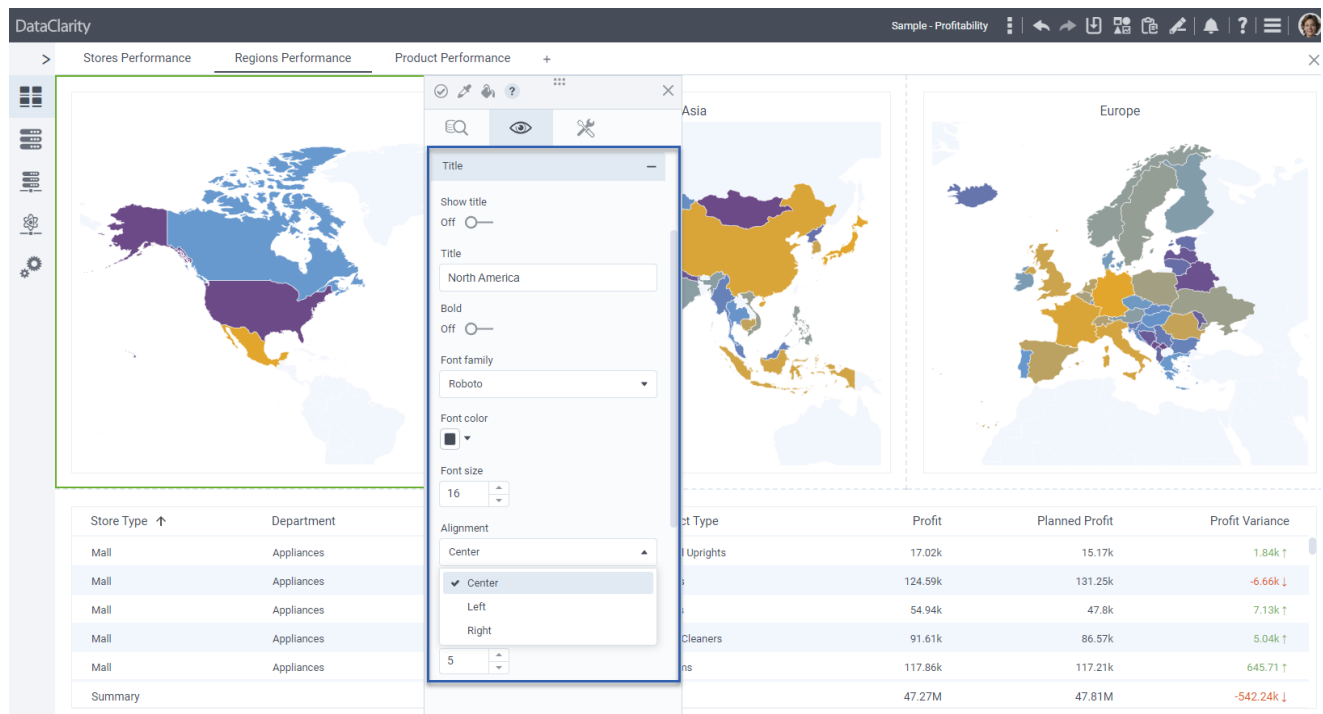 DataClarity
Sample - Profitability
Stores Performance Regions Performance Product Performance +
Title
Show title
Off
Title
North America
Bold
Off
Font family
Roboto
Font color
Font size
16
Alignment
Center
Center
Left
Right
5
Asia
Europe
Store Type Department ct Type Profit Planned Profit Profit Variance
Mall Appliances l Uprights 17.02k 15.17k 1.84k ↑
Mall Appliances 124.59k 131.25k -6.66k ↓
Mall Appliances 54.94k 47.8k 7.13k ↑
Mall Appliances Cleaners 91.61k 86.57k 5.04k ↑
Mall Appliances ns 117.86k 117.21k 645.71 ↑
Summary 47.27M 47.81M -542.24k ↓